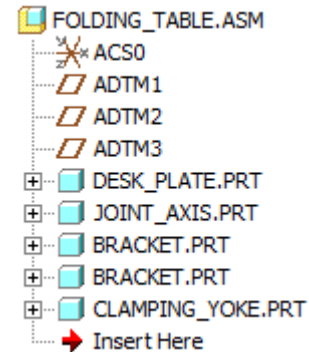 FOLDING_TABLE.ASM
ACS0
ADTM1
ADTM2
ADTM3
DESK_PLATE.PRT
JOINT_AXIS.PRT
BRACKET.PRT
BRACKET.PRT
CLAMPING_YOKE.PRT
Insert Here